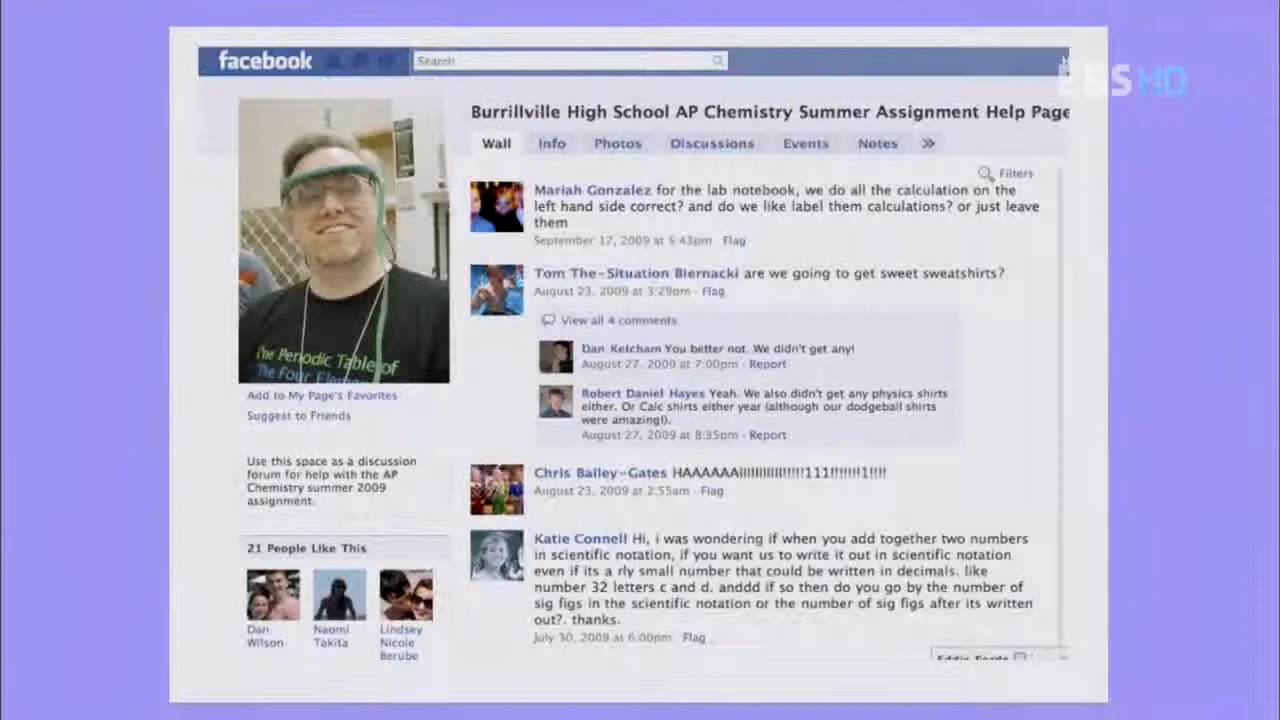 facebook
Search
EBS HD
Burrillville High School AP Chemistry Summer Assignment Help Page
Wall Info Photos Discussions Events Notes »
Filters
Mariah Gonzalez for the lab notebook, we do all the calculation on the
left hand side correct? and do we like label them calculations? or just leave
them
September 17, 2009 at 5:43pm Flag
Tom The-Situation Biernacki are we going to get sweet sweatshirts?
August 23, 2009 at 3:29pm · Flag
View all 4 comments
Dan Ketcham You better not. We didn't get any!
August 27, 2009 at 7:00pm · Report
Robert Daniel Hayes Yeah. We also didn't get any physics shirts
either. Or Calc shirts either year (although our dodgeball shirts
were amazing!).
August 27, 2009 at 8:35pm · Report
Chris Bailey-Gates HAAAAAIIIIIIIIIIIII!!!!!111!!!!!!!1!!!!
August 23, 2009 at 2:55am · Flag
Katie Connell Hi, i was wondering if when you add together two numbers
in scientific notation, if you want us to write it out in scientific notation
even if its a rly small number that could be written in decimals. like
number 32 letters c and d. anddd if so then do you go by the number of
sig figs in the scientific notation or the number of sig figs after its written
out?. thanks.
July 30, 2009 at 6:00pm Flag
The Periodic Table of
The Four
Add to My Page's Favorites
Suggest to Friends
Use this space as a discussion
forum for help with the AP
Chemistry summer 2009
assignment.
21 People Like This
Dan
Wilson
Naomi
Takita
Lindsey
Nicole
Berube